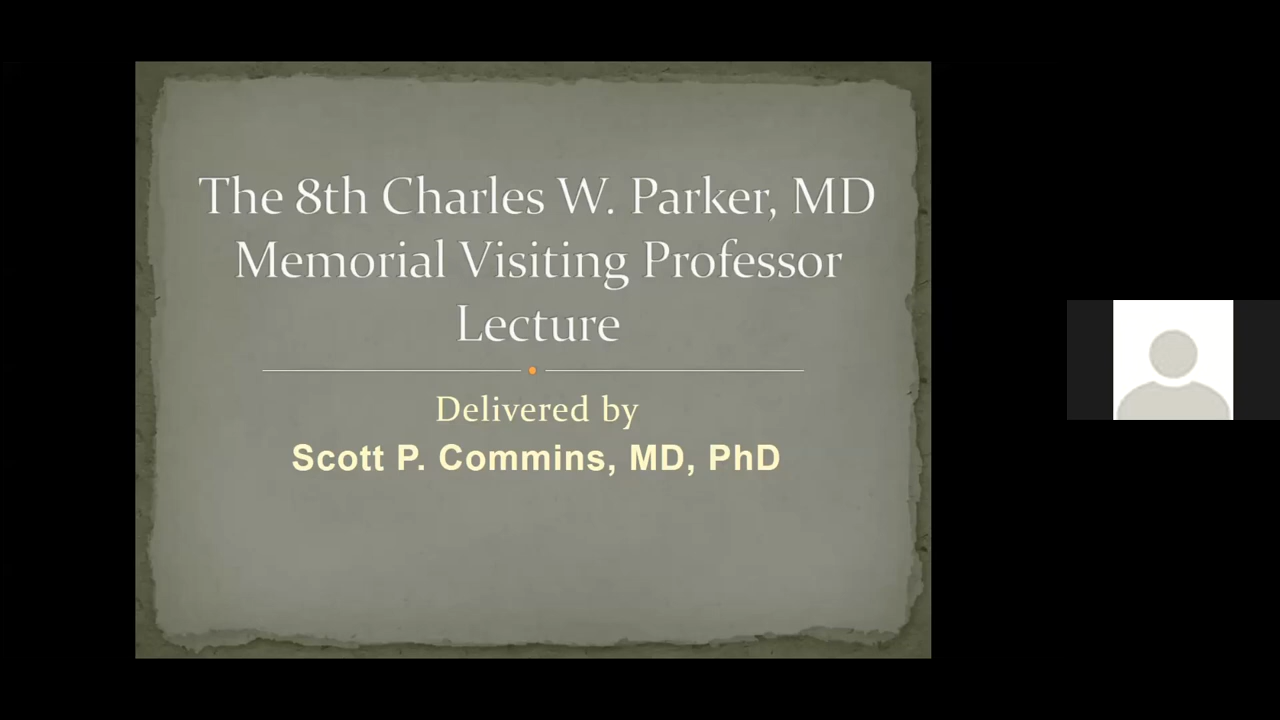 The 8th Charles W. Parker, MD
Memorial Visiting Professor
Lecture
Delivered by
Scott P. Commins, MD, PhD